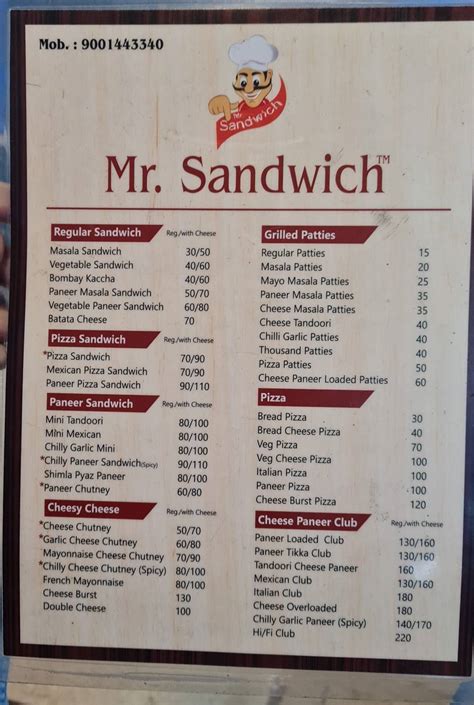 Mob. : 9001443340
Mr. Sandwich
Mr. Sandwich™
Regular Sandwich Reg./with Cheese
Masala Sandwich 30/50
Vegetable Sandwich 40/60
Bombay Kaccha 40/60
Paneer Masala Sandwich 50/70
Vegetable Paneer Sandwich 60/80
Batata Cheese 70
Pizza Sandwich Reg./with Cheese
*Pizza Sandwich 70/90
Mexican Pizza Sandwich 70/90
Paneer Pizza Sandwich 90/110
Paneer Sandwich Reg./with Cheese
Mini Tandoori 80/100
MIni Mexican 80/100
Chilly Garlic Mini 80/100
*Chilly Paneer Sandwich(Spicy) 90/110
Shimla Pyaz Paneer 80/100
*Paneer Chutney 60/80
Cheesy Cheese Reg./with Cheese
*Cheese Chutney 50/70
*Garlic Cheese Chutney 60/80
Mayonnaise Cheese Chutney 70/90
*Chilly Cheese Chutney (Spicy) 80/100
French Mayonnaise 80/100
Cheese Burst 130
Double Cheese 100
Grilled Patties
Regular Patties 15
Masala Patties 20
Mayo Masala Patties 25
Paneer Masala Patties 35
Cheese Masala Patties 35
Cheese Tandoori 40
Chilli Garlic Patties 40
Thousand Patties 40
Pizza Patties 50
Cheese Paneer Loaded Patties 60
Pizza
Bread Pizza 30
Bread Cheese Pizza 40
Veg Pizza 70
Veg Cheese Pizza 100
Italian Pizza 100
Paneer Pizza 100
Cheese Burst Pizza 120
Cheese Paneer Club Reg./with Cheese
Paneer Loaded Club 130/160
Paneer Tikka Club 130/160
Tandoori Cheese Paneer 160
Mexican Club 130/160
Italian Club 180
Cheese Overloaded 180
Chilly Garlic Paneer (Spicy) 140/170
Hi/Fi Club 220